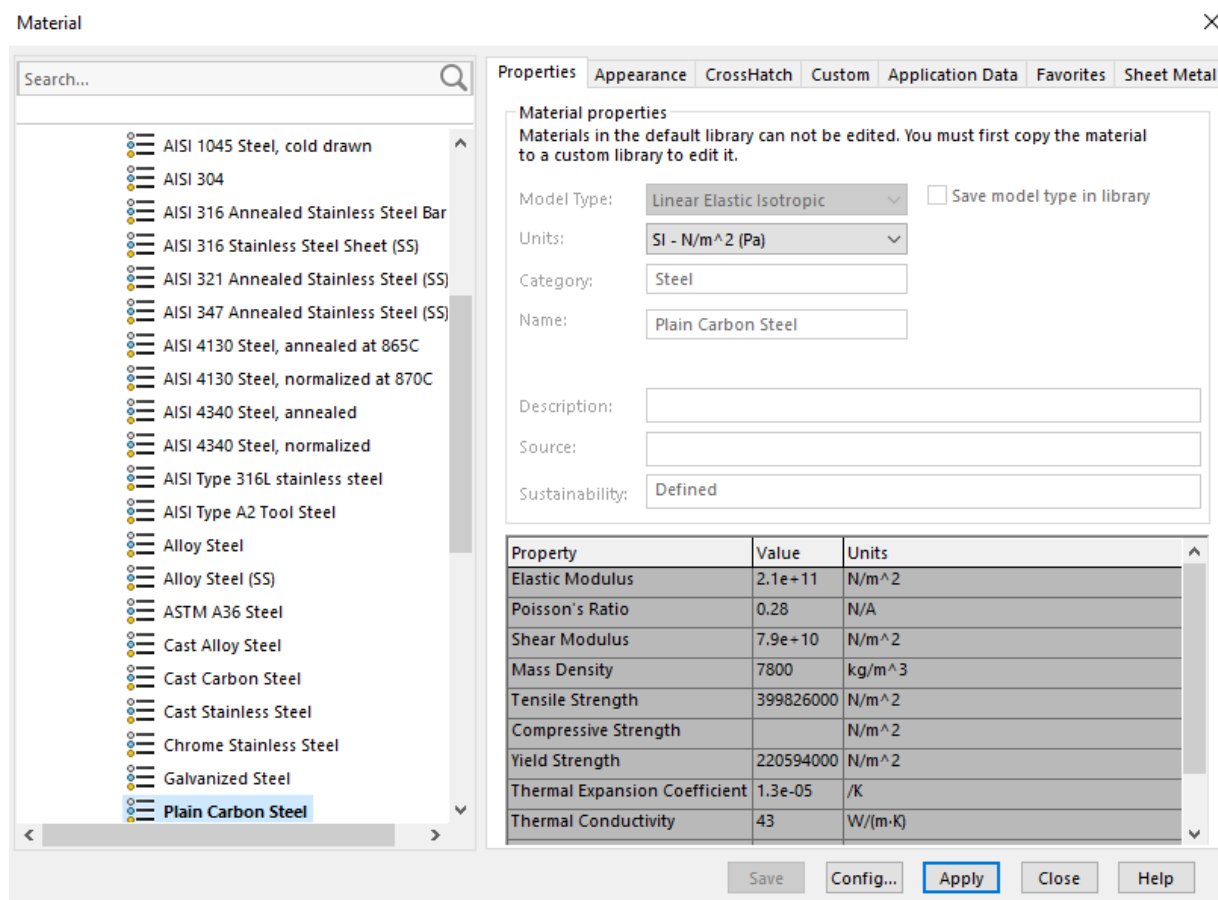 Material
Search...
AISI 1045 Steel, cold drawn
AISI 304
AISI 316 Annealed Stainless Steel Bar
AISI 316 Stainless Steel Sheet (SS)
AISI 321 Annealed Stainless Steel (SS)
AISI 347 Annealed Stainless Steel (SS)
AISI 4130 Steel, annealed at 865C
AISI 4130 Steel, normalized at 870C
AISI 4340 Steel, annealed
AISI 4340 Steel, normalized
AISI Type 316L stainless steel
AISI Type A2 Tool Steel
Alloy Steel
Alloy Steel (SS)
ASTM A36 Steel
Cast Alloy Steel
Cast Carbon Steel
Cast Stainless Steel
Chrome Stainless Steel
Galvanized Steel
Plain Carbon Steel
Properties Appearance CrossHatch Custom Application Data Favorites Sheet Metal
Material properties
Materials in the default library can not be edited. You must first copy the material
to a custom library to edit it.
Model Type: Linear Elastic Isotropic Save model type in library
Units: SI - N/m^2 (Pa)
Category: Steel
Name: Plain Carbon Steel
Description:
Source:
Sustainability: Defined
Property Value Units
Elastic Modulus 2.1e+11 N/m^2
Poisson's Ratio 0.28 N/A
Shear Modulus 7.9e+10 N/m^2
Mass Density 7800 kg/m^3
Tensile Strength 399826000 N/m^2
Compressive Strength N/m^2
Yield Strength 220594000 N/m^2
Thermal Expansion Coefficient 1.3e-05 /K
Thermal Conductivity 43 W/(m·K)
Save Config... Apply Close Help